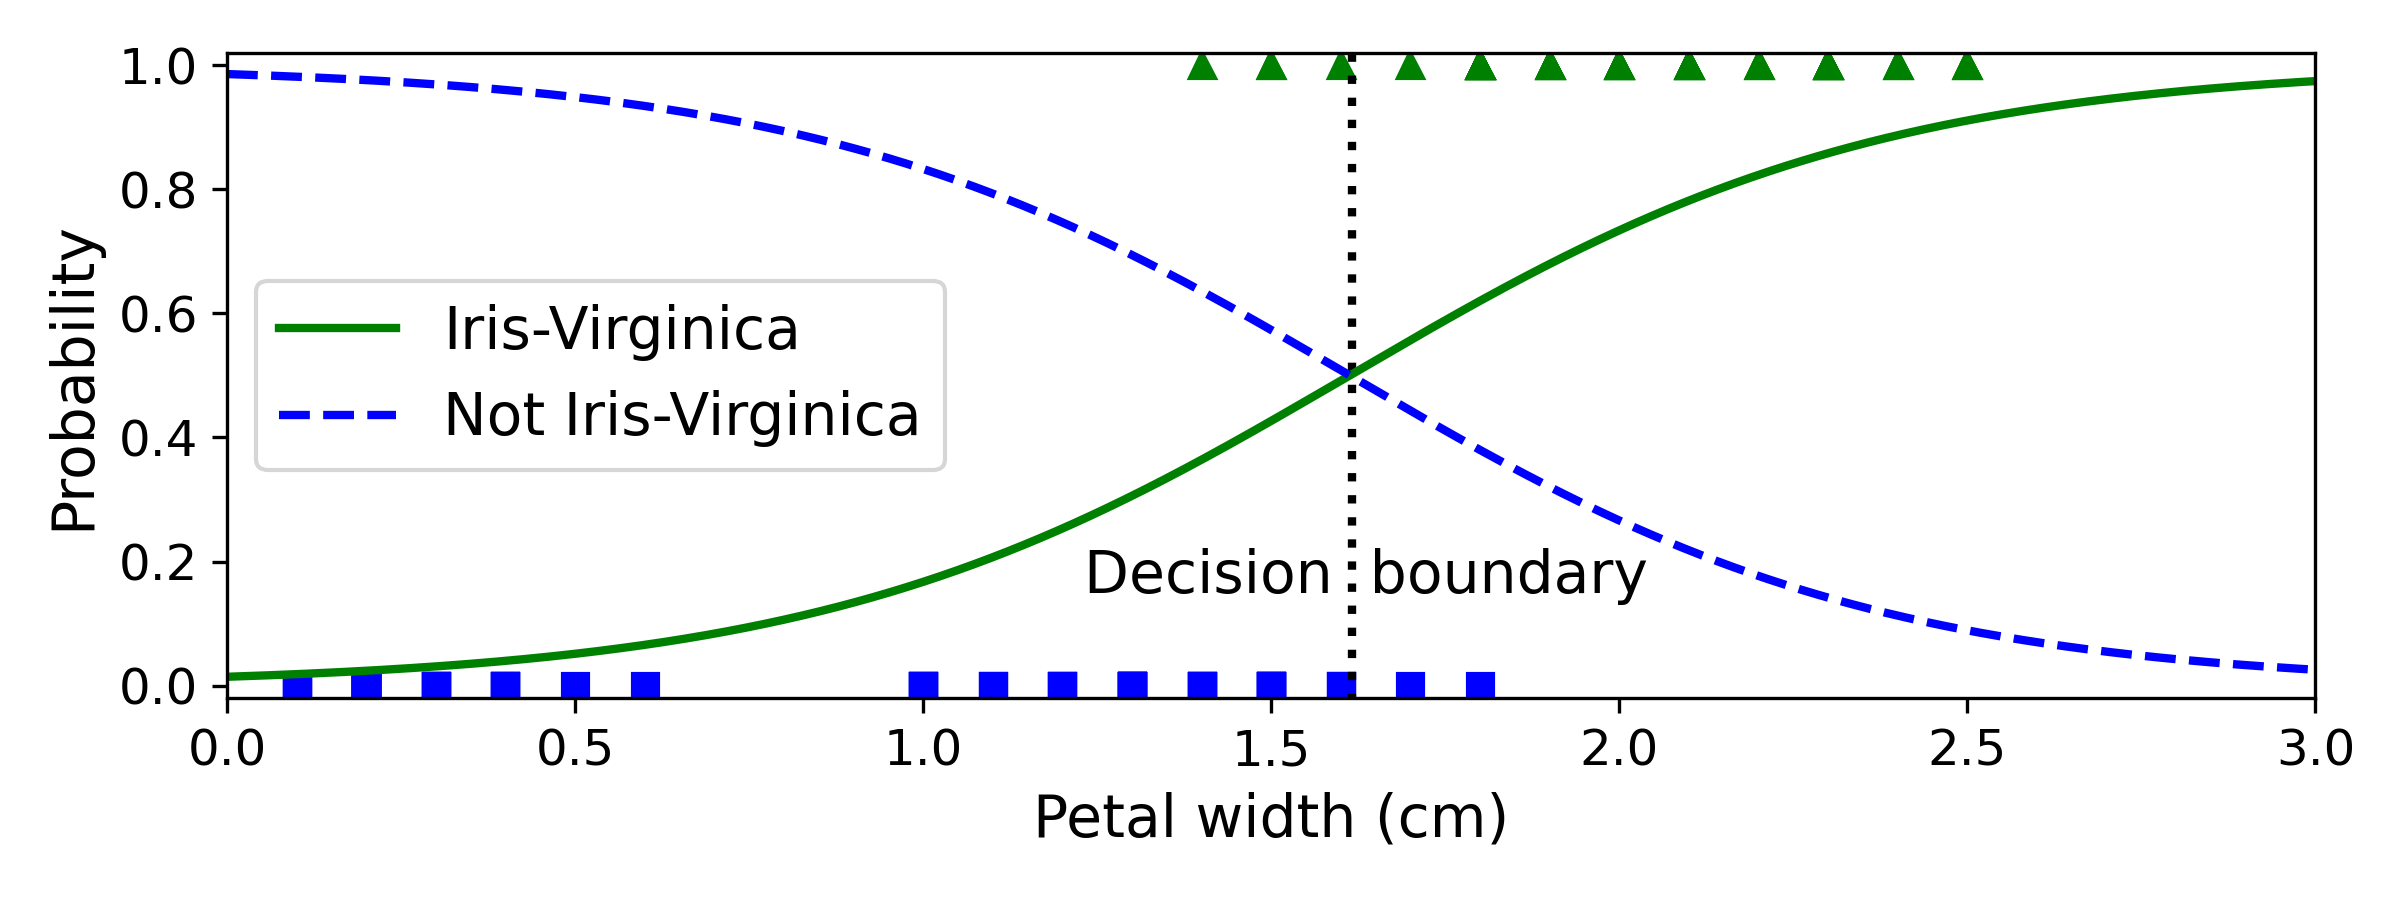 1.0
0.8
0.6
0.4
0.2
0.0
Probability
Iris-Virginica
Not Iris-Virginica
Decision boundary
0.0 0.5 1.0 1.5 2.0 2.5 3.0
Petal width (cm)